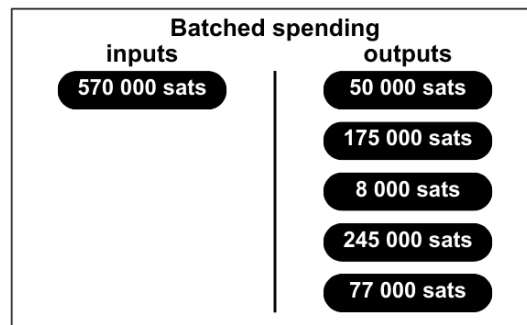 Batched spending
inputs
outputs
570 000 sats
50 000 sats
175 000 sats
8 000 sats
245 000 sats
77 000 sats